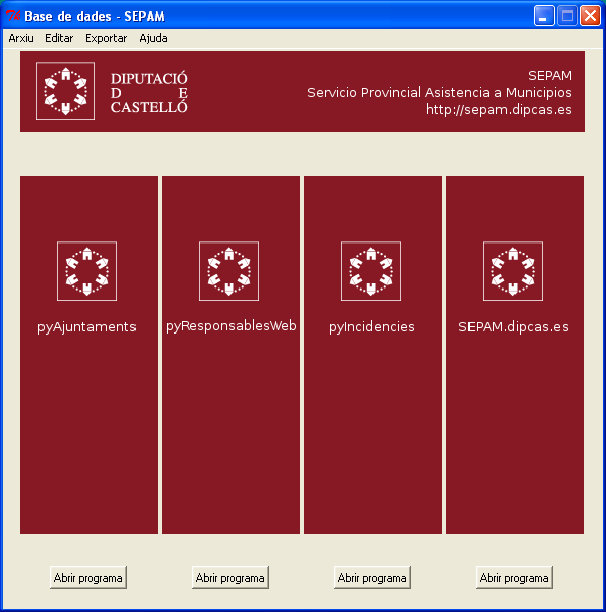 Base de dades - SEPAM
Arxiu Editar Exportar Ajuda
DIPUTACIÓ
D E
CASTELLÓ
SEPAM
Servicio Provincial Asistencia a Municipios
http://sepam.dipcas.es
pyAjuntaments
pyResponsablesWeb
pyIncidencies
SEPAM.dipcas.es
Abrir programa
Abrir programa
Abrir programa
Abrir programa